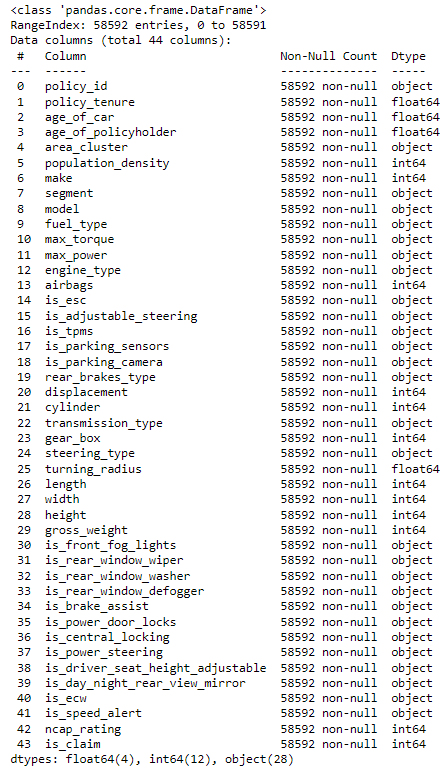 <class 'pandas.core.frame.DataFrame'>
RangeIndex: 58592 entries, 0 to 58591
Data columns (total 44 columns):
 #   Column                            Non-Null Count  Dtype
---  ------                            --------------  -----
 0   policy_id                         58592 non-null  object
 1   policy_tenure                     58592 non-null  float64
 2   age_of_car                        58592 non-null  float64
 3   age_of_policyholder               58592 non-null  float64
 4   area_cluster                      58592 non-null  object
 5   population_density                58592 non-null  int64
 6   make                              58592 non-null  int64
 7   segment                           58592 non-null  object
 8   model                             58592 non-null  object
 9   fuel_type                         58592 non-null  object
 10  max_torque                        58592 non-null  object
 11  max_power                         58592 non-null  object
 12  engine_type                       58592 non-null  object
 13  airbags                           58592 non-null  int64
 14  is_esc                            58592 non-null  object
 15  is_adjustable_steering            58592 non-null  object
 16  is_tpms                           58592 non-null  object
 17  is_parking_sensors                58592 non-null  object
 18  is_parking_camera                 58592 non-null  object
 19  rear_brakes_type                  58592 non-null  object
 20  displacement                      58592 non-null  int64
 21  cylinder                          58592 non-null  int64
 22  transmission_type                 58592 non-null  object
 23  gear_box                          58592 non-null  int64
 24  steering_type                     58592 non-null  object
 25  turning_radius                    58592 non-null  float64
 26  length                            58592 non-null  int64
 27  width                             58592 non-null  int64
 28  height                            58592 non-null  int64
 29  gross_weight                      58592 non-null  int64
 30  is_front_fog_lights               58592 non-null  object
 31  is_rear_window_wiper              58592 non-null  object
 32  is_rear_window_washer             58592 non-null  object
 33  is_rear_window_defogger           58592 non-null  object
 34  is_brake_assist                   58592 non-null  object
 35  is_power_door_locks               58592 non-null  object
 36  is_central_locking                58592 non-null  object
 37  is_power_steering                 58592 non-null  object
 38  is_driver_seat_height_adjustable  58592 non-null  object
 39  is_day_night_rear_view_mirror     58592 non-null  object
 40  is_ecw                            58592 non-null  object
 41  is_speed_alert                    58592 non-null  object
 42  ncap_rating                       58592 non-null  int64
 43  is_claim                          58592 non-null  int64
dtypes: float64(4), int64(12), object(28)